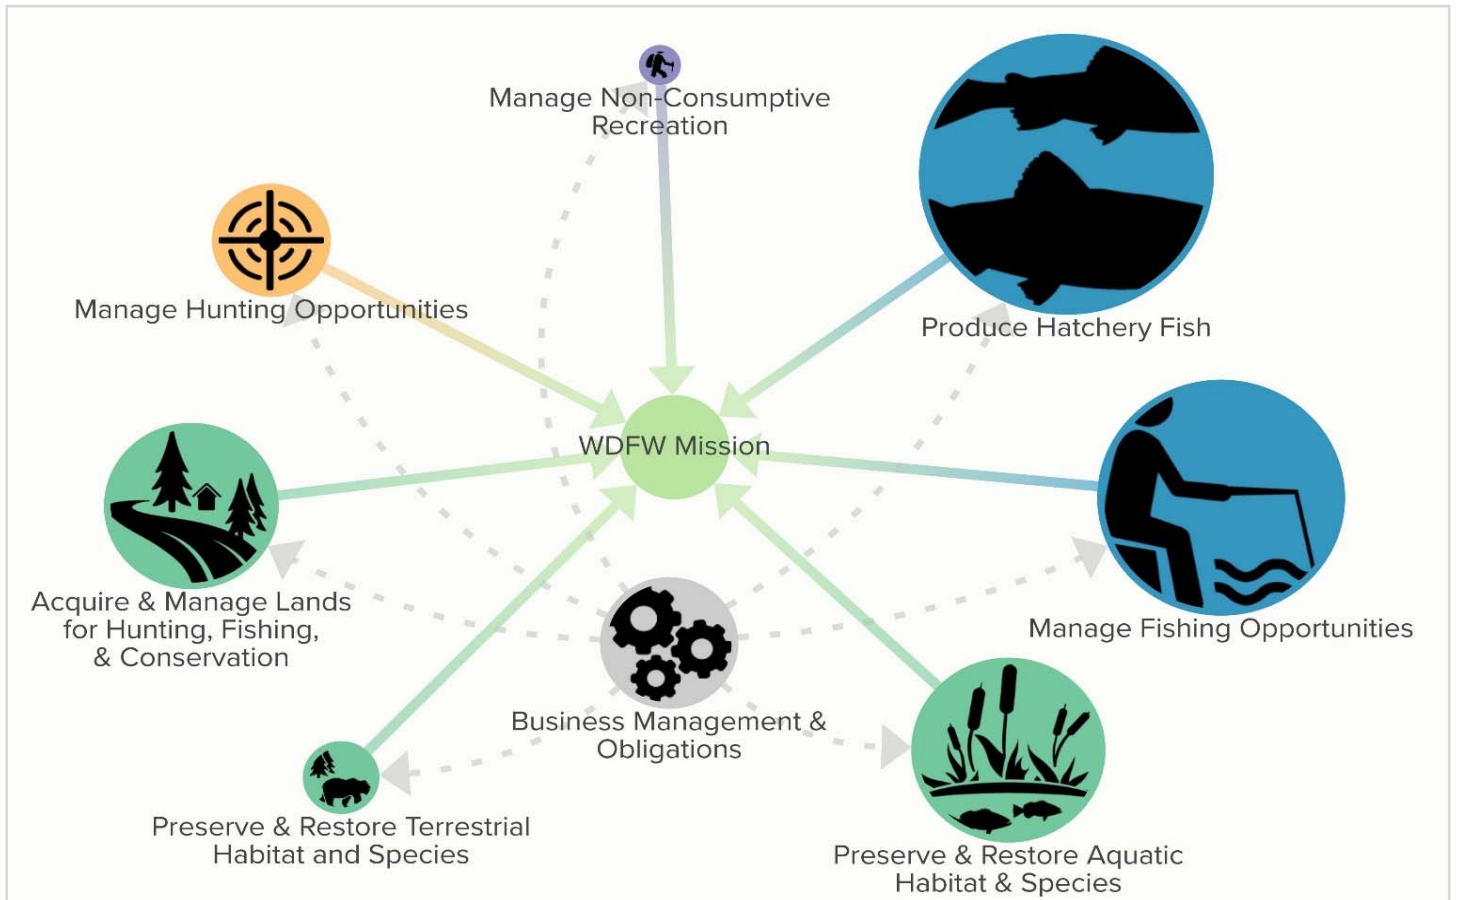 Manage Non-Consumptive
Recreation
Manage Hunting Opportunities
Produce Hatchery Fish
WDFW Mission
Acquire & Manage Lands
for Hunting, Fishing,
& Conservation
Manage Fishing Opportunities
Business Management &
Obligations
Preserve & Restore Terrestrial
Habitat and Species
Preserve & Restore Aquatic
Habitat & Species